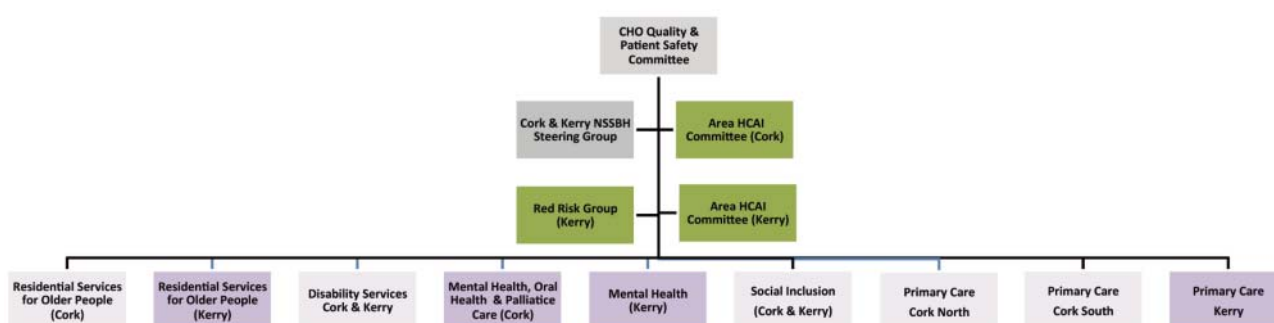 CHO Quality &
Patient Safety
Committee
Cork & Kerry NSSBH
Steering Group
Area HCAI
Committee (Cork)
Red Risk Group
(Kerry)
Area HCAI
Committee (Kerry)
Residential Services
for Older People
(Cork)
Residential Services
for Older People
(Kerry)
Disability Services
Cork & Kerry
Mental Health, Oral
Health & Palliatice
Care (Cork)
Mental Health
(Kerry)
Social Inclusion
(Cork & Kerry)
Primary Care
Cork North
Primary Care
Cork South
Primary Care
Kerry